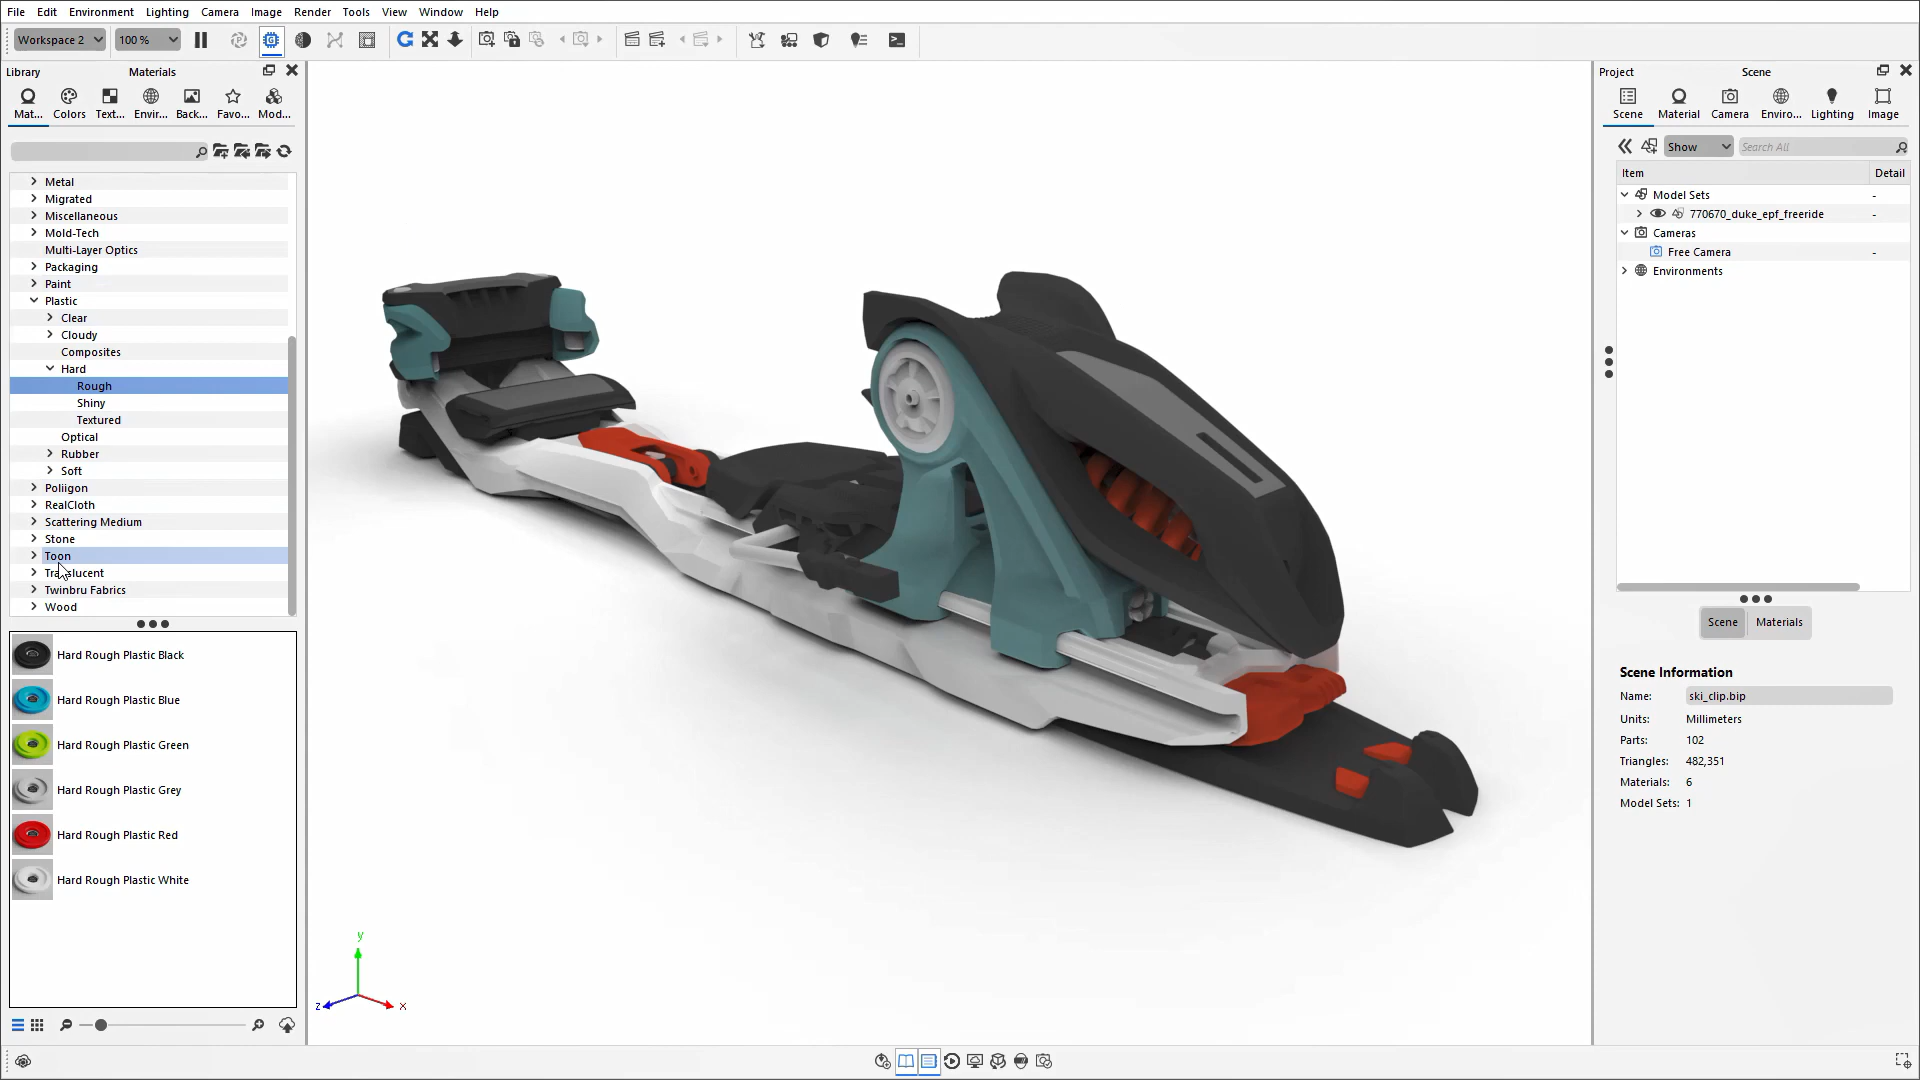 File Edit Environment Lighting Camera Image Render Tools View Window Help
Workspace 2 100 %
Library Materials
Mat... Colors Text... Envir... Back... Favo... Mod...
Metal
Migrated
Miscellaneous
Mold-Tech
Multi-Layer Optics
Packaging
Paint
Plastic
Clear
Cloudy
Composites
Hard
Rough
Shiny
Textured
Optical
Rubber
Soft
Poliigon
RealCloth
Scattering Medium
Stone
Toon
Translucent
Twinbru Fabrics
Wood
Hard Rough Plastic Black
Hard Rough Plastic Blue
Hard Rough Plastic Green
Hard Rough Plastic Grey
Hard Rough Plastic Red
Hard Rough Plastic White
y
z
x
Project Scene
Scene Material Camera Enviro... Lighting Image
Show Search All
Item Detail
Model Sets -
770670_duke_epf_freeride -
Cameras
Free Camera -
Environments
Scene Materials
Scene Information
Name: ski_clip.bip
Units: Millimeters
Parts: 102
Triangles: 482,351
Materials: 6
Model Sets: 1